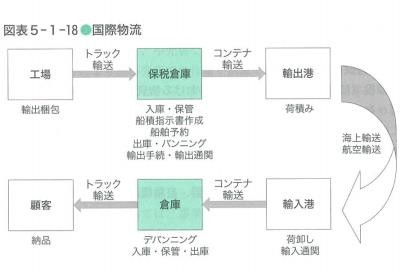 図表5-1-18●国際物流
トラック
輸送
コンテナ
輸送
工場
保税倉庫
輸出港
輸出梱包
入庫・保管
船積指示書作成
船舶予約
出庫・バンニング
輸出手続・輸出通関
荷積み
海上輸送
航空輸送
トラック
輸送
コンテナ
輸送
顧客
倉庫
輸入港
納品
デバンニング
入庫・保管・出庫
荷卸し
輸入通関